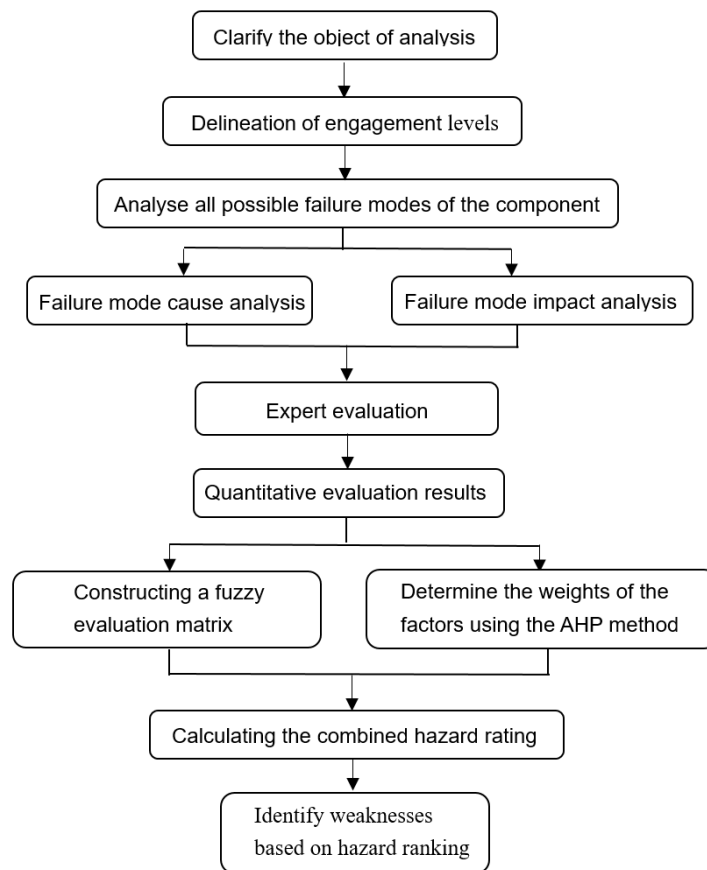 Clarify the object of analysis
Delineation of engagement levels
Analyse all possible failure modes of the component
Failure mode cause analysis
Failure mode impact analysis
Expert evaluation
Quantitative evaluation results
Constructing a fuzzy
evaluation matrix
Determine the weights of the
factors using the AHP method
Calculating the combined hazard rating
Identify weaknesses
based on hazard ranking